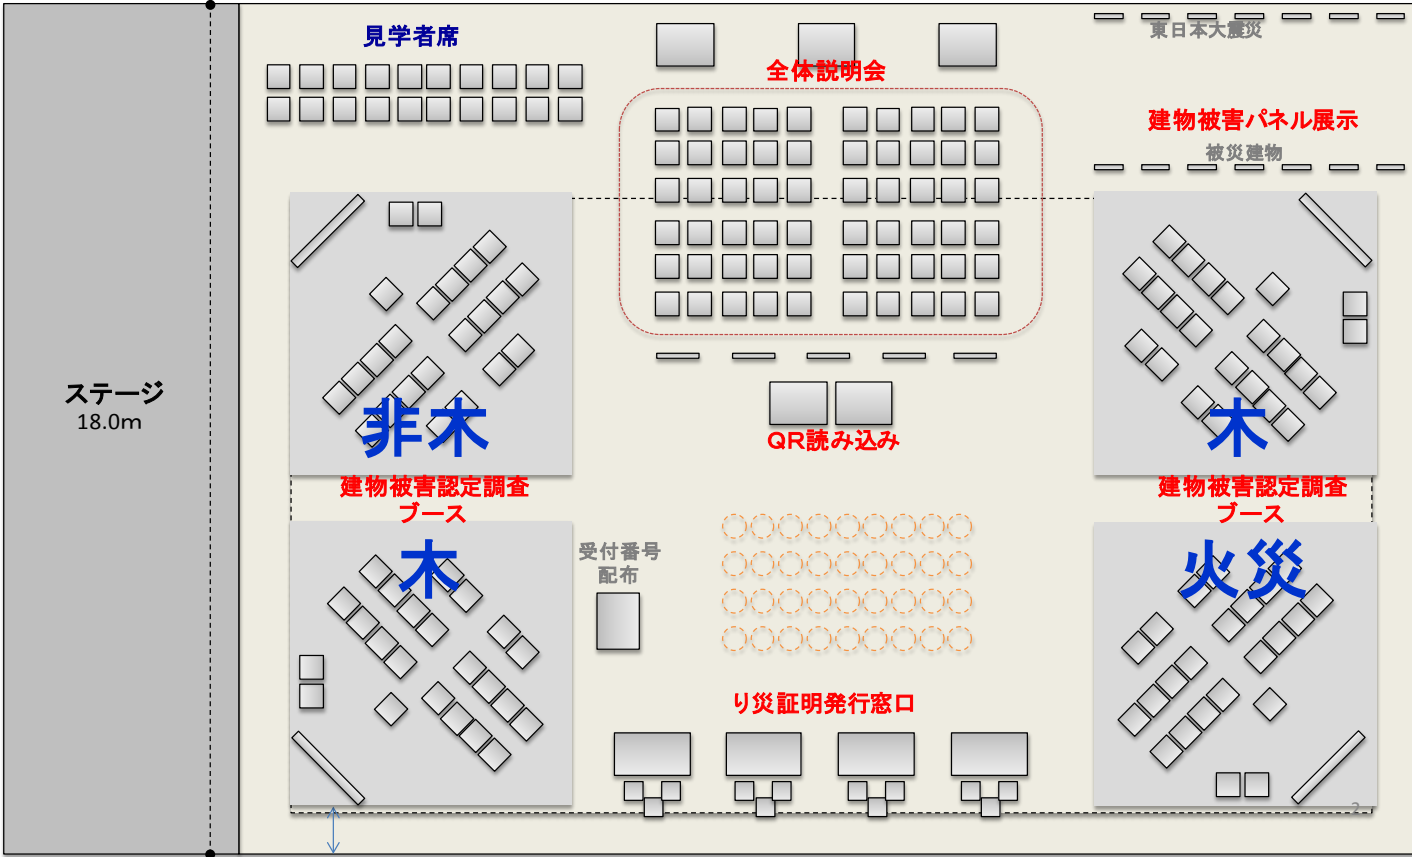 見学者席
東日本大震災
全体説明会
建物被害パネル展示
被災建物
ステージ
18.0m
非木
木
QR読み込み
建物被害認定調査
ブース
建物被害認定調査
ブース
木
火災
受付番号
配布
り災証明発行窓口
2